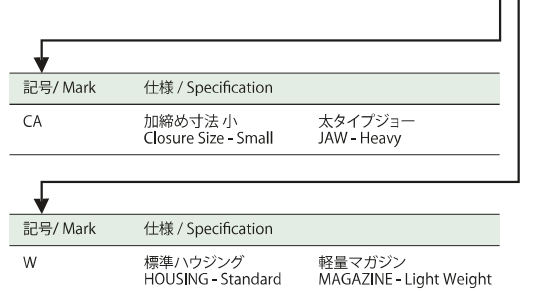 記号/ Mark 仕様 / Specification
CA 加締め寸法 小 太タイプジョー
Closure Size - Small JAW - Heavy
記号/ Mark 仕様 / Specification
W 標準ハウジング 軽量マガジン
HOUSING - Standard MAGAZINE - Light Weight